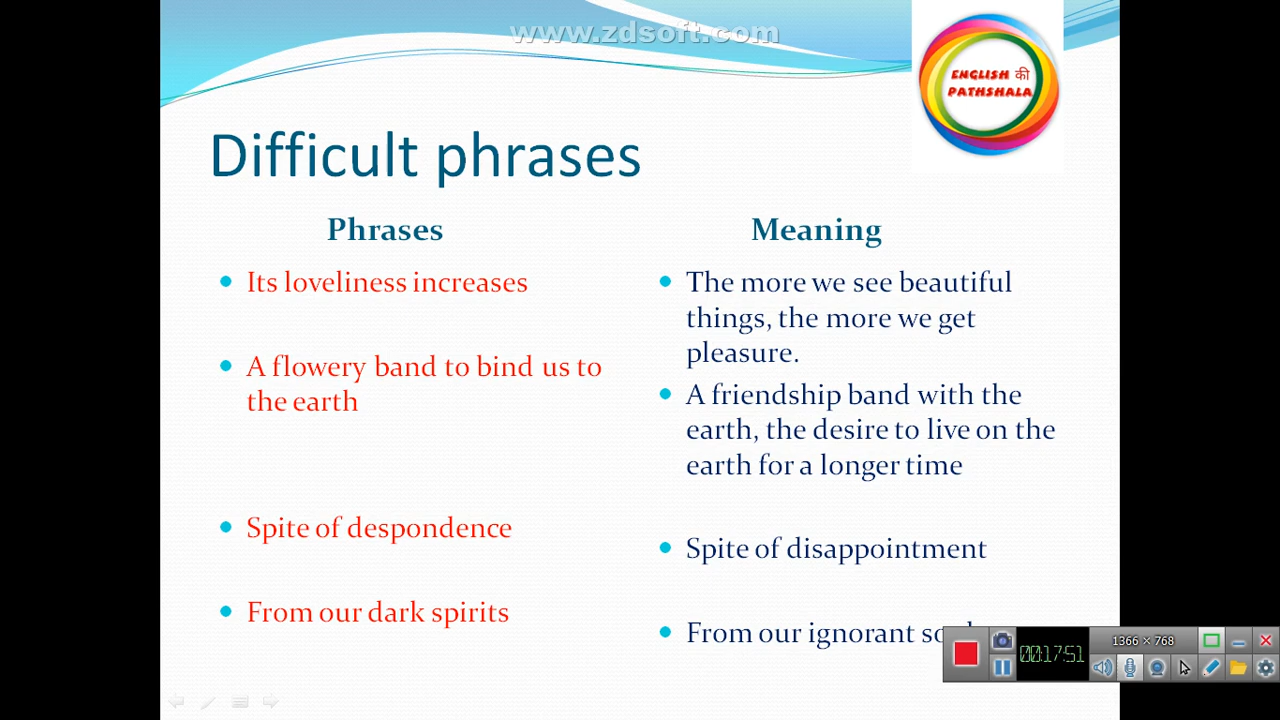 www.zdsoft.com
ENGLISH की
PATHSHALA
Difficult phrases
Phrases
Its loveliness increases
A flowery band to bind us to
the earth
Spite of despondence
From our dark spirits
Meaning
The more we see beautiful
things, the more we get
pleasure.
A friendship band with the
earth, the desire to live on the
earth for a longer time
Spite of disappointment
From our ignorant
00:17:51
1366 × 768